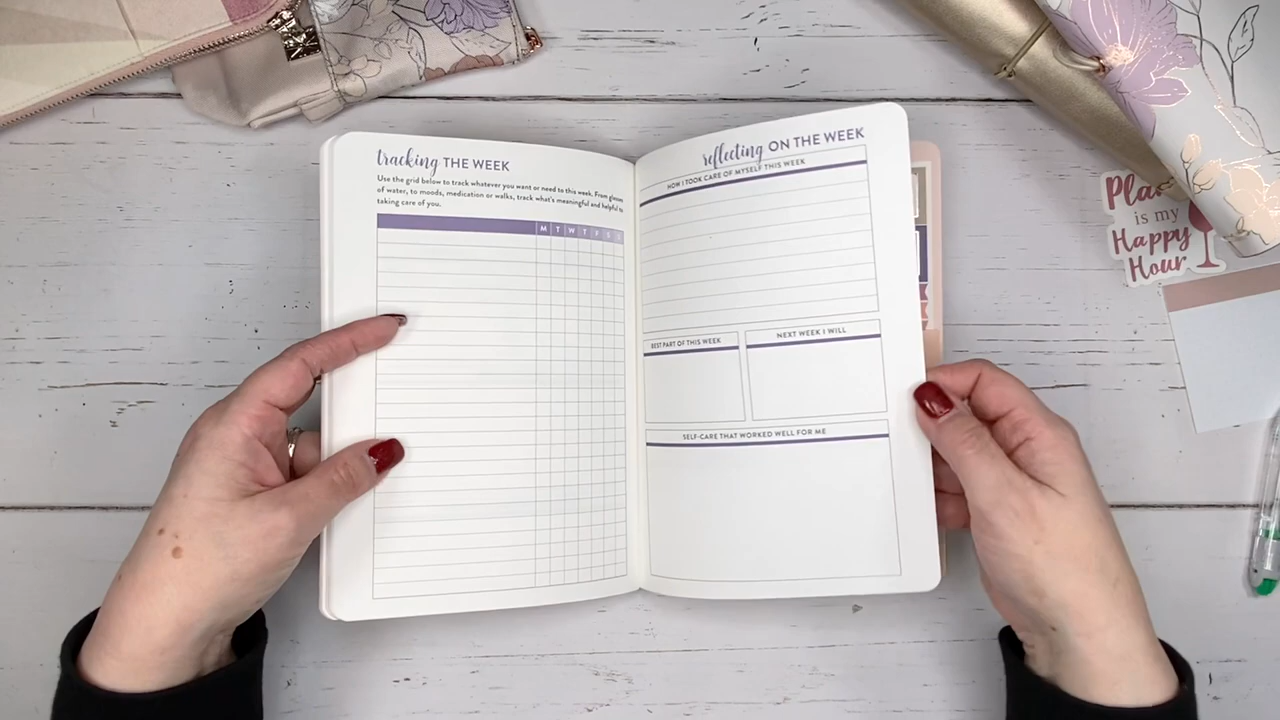 tracking THE WEEK
Use the grid below to track whatever you want or need to this week. From glasses
of water, to moods, medication or walks, track what's meaningful and helpful to
taking care of you.
M T W T F S S
reflecting ON THE WEEK
HOW I TOOK CARE OF MYSELF THIS WEEK
BEST PART OF THIS WEEK
NEXT WEEK I WILL
SELF-CARE THAT WORKED WELL FOR ME
is my
Happy
Hour